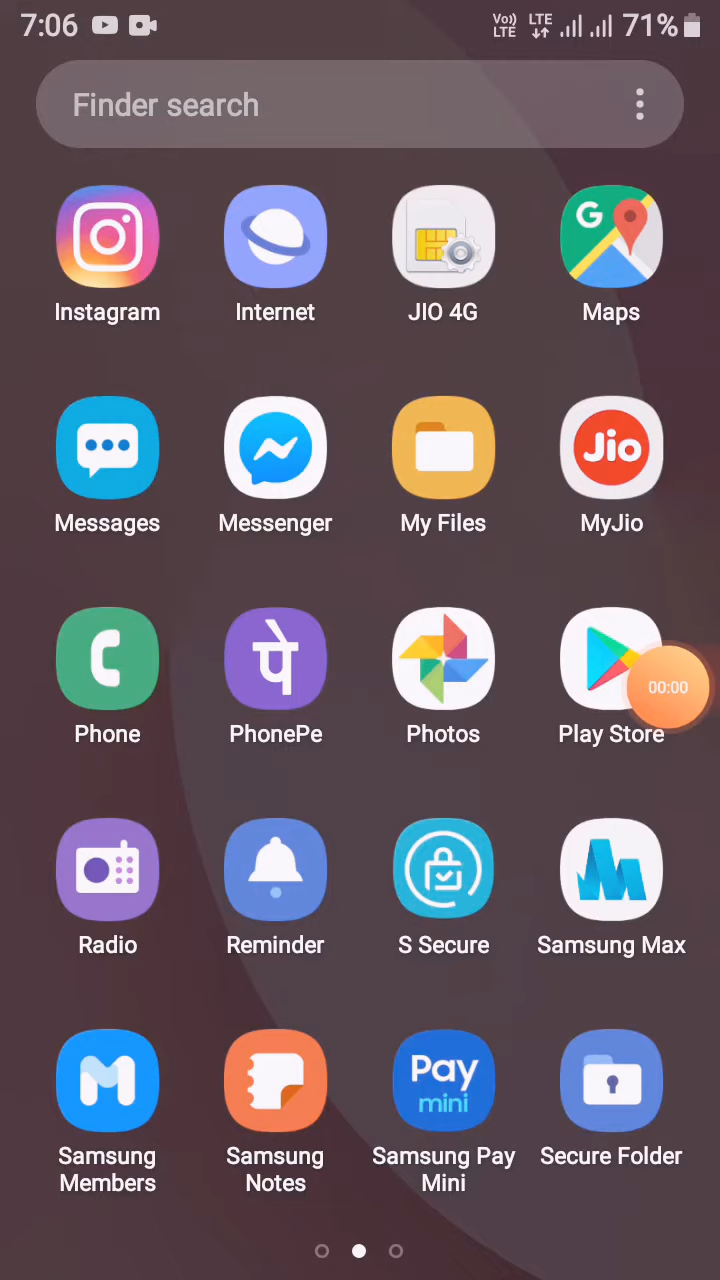 7:06 Vo)) LTE LTE 71%
Finder search
G
Instagram Internet JIO 4G Maps
Jio
Messages Messenger My Files MyJio
पे
00:00
Phone PhonePe Photos Play Store
Radio Reminder S Secure Samsung Max
Pay
mini
Samsung Members Samsung Notes Samsung Pay Mini Secure Folder